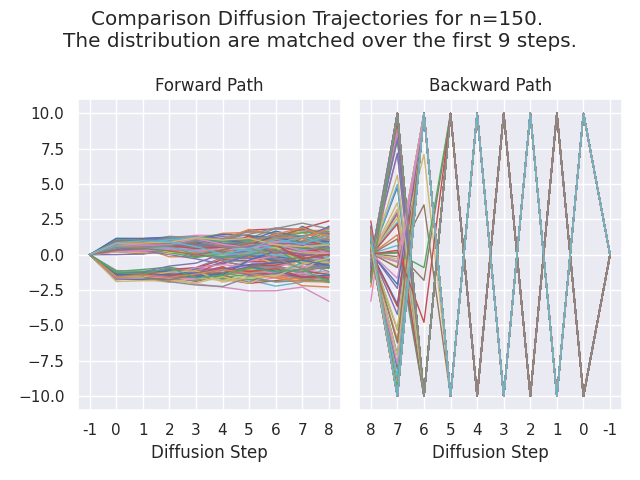 Comparison Diffusion Trajectories for n=150.
The distribution are matched over the first 9 steps.
Forward Path
Backward Path
10.0
7.5
5.0
2.5
0.0
−2.5
−5.0
−7.5
−10.0
-1 0 1 2 3 4 5 6 7 8
8 7 6 5 4 3 2 1 0 -1
Diffusion Step
Diffusion Step